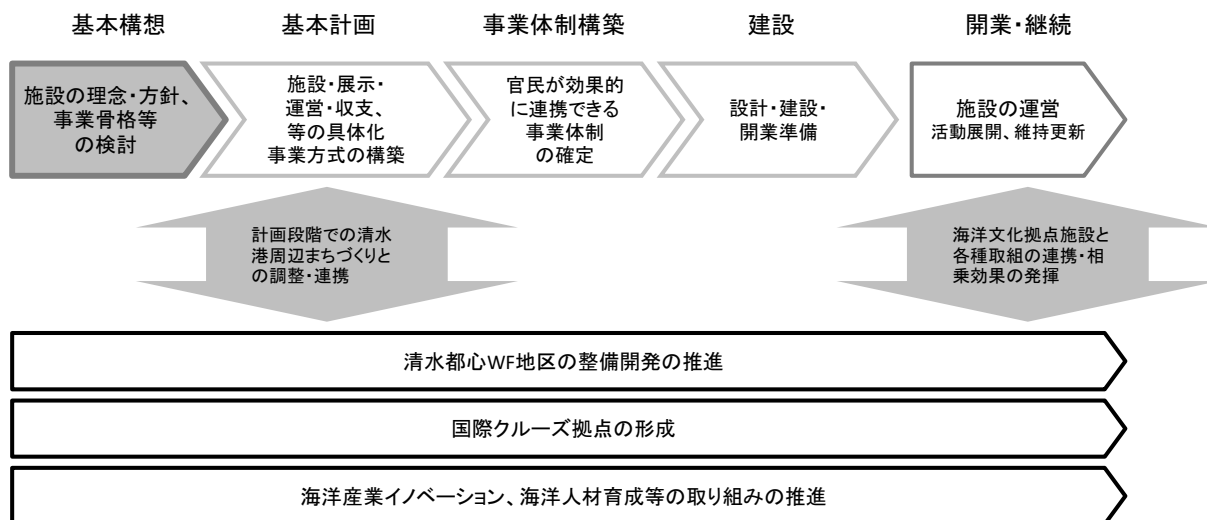 基本構想
基本計画
事業体制構築
建設
開業・継続
施設の理念・方針、
事業骨格等
の検討
施設・展示・
運営・収支、
等の具体化
事業方式の構築
官民が効果的
に連携できる
事業体制
の確定
設計・建設・
開業準備
施設の運営
活動展開、維持更新
計画段階での清水
港周辺まちづくりと
の調整・連携
海洋文化拠点施設と
各種取組の連携・相
乗効果の発揮
清水都心WF地区の整備開発の推進
国際クルーズ拠点の形成
海洋産業イノベーション、海洋人材育成等の取り組みの推進